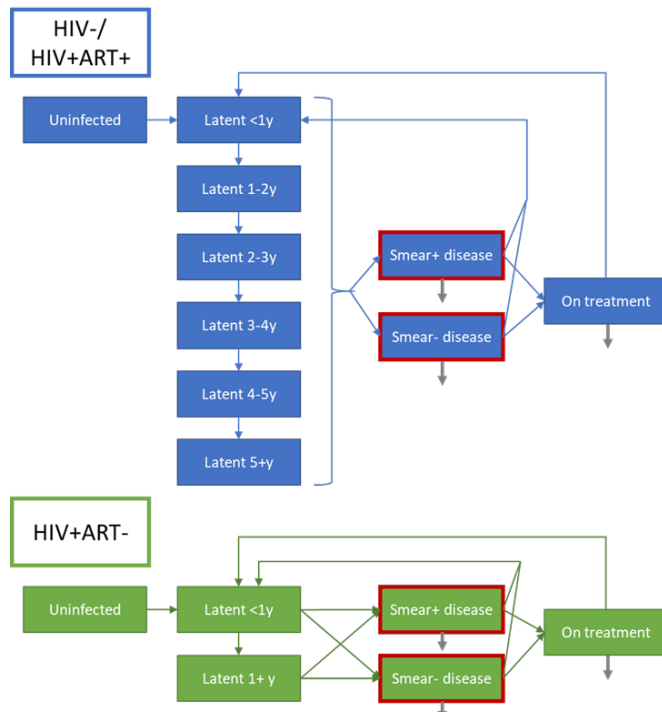 HIV-/
HIV+ART+
Uninfected
Latent <1y
Latent 1-2y
Latent 2-3y
Latent 3-4y
Latent 4-5y
Latent 5+y
Smear+ disease
Smear- disease
On treatment
HIV+ART-
Uninfected
Latent <1y
Latent 1+ y
Smear+ disease
Smear- disease
On treatment